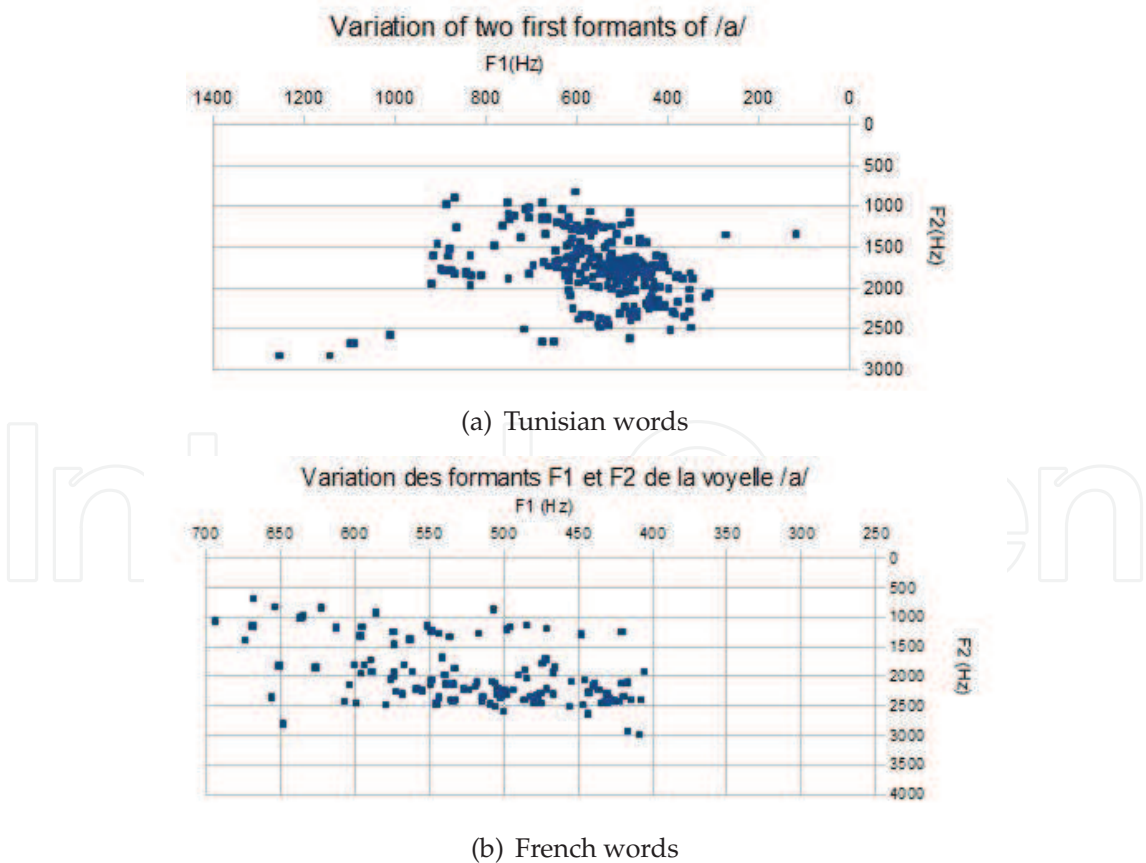 Variation of two first formants of /a/
F1(Hz)
1400 1200 1000 800 600 400 200 0
0
500
1000
1500
2000
2500
3000
F2(Hz)
(a) Tunisian words
Variation des formants F1 et F2 de la voyelle /a/
F1 (Hz)
700 650 600 550 500 450 400 350 300 250
0
500
1000
1500
2000
2500
3000
3500
4000
F2 (Hz)
(b) French words